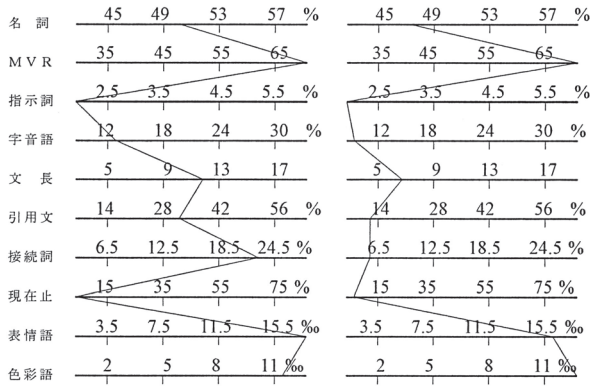 名詞 45 49 53 57 % 45 49 53 57 %
MVR 35 45 55 65 35 45 55 65
指示詞 2.5 3.5 4.5 5.5 % 2.5 3.5 4.5 5.5 %
字音語 12 18 24 30 % 12 18 24 30 %
文長 5 9 13 17 5 9 13 17
引用文 14 28 42 56 % 14 28 42 56 %
接続詞 6.5 12.5 18.5 24.5 % 6.5 12.5 18.5 24.5 %
現在止 15 35 55 75 % 15 35 55 75 %
表情語 3.5 7.5 11.5 15.5 ‰ 3.5 7.5 11.5 15.5 ‰
色彩語 2 5 8 11 ‰ 2 5 8 11 ‰